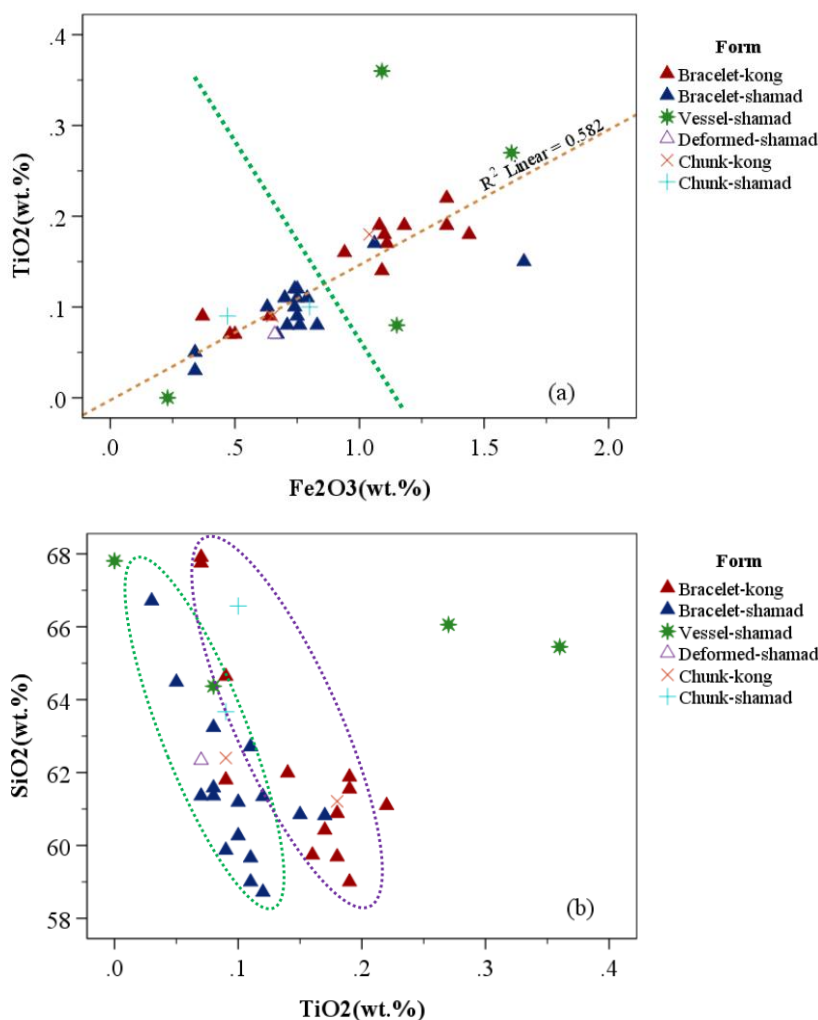 .4
.3
.2
.1
.0
TiO2(wt.%)
R² Linear = 0.582
(a)
.0 .5 1.0 1.5 2.0
Fe2O3(wt.%)
Form
Bracelet-kong
Bracelet-shamad
Vessel-shamad
Deformed-shamad
Chunk-kong
Chunk-shamad
68
66
64
62
60
58
SiO2(wt.%)
(b)
.0 .1 .2 .3 .4
TiO2(wt.%)
Form
Bracelet-kong
Bracelet-shamad
Vessel-shamad
Deformed-shamad
Chunk-kong
Chunk-shamad